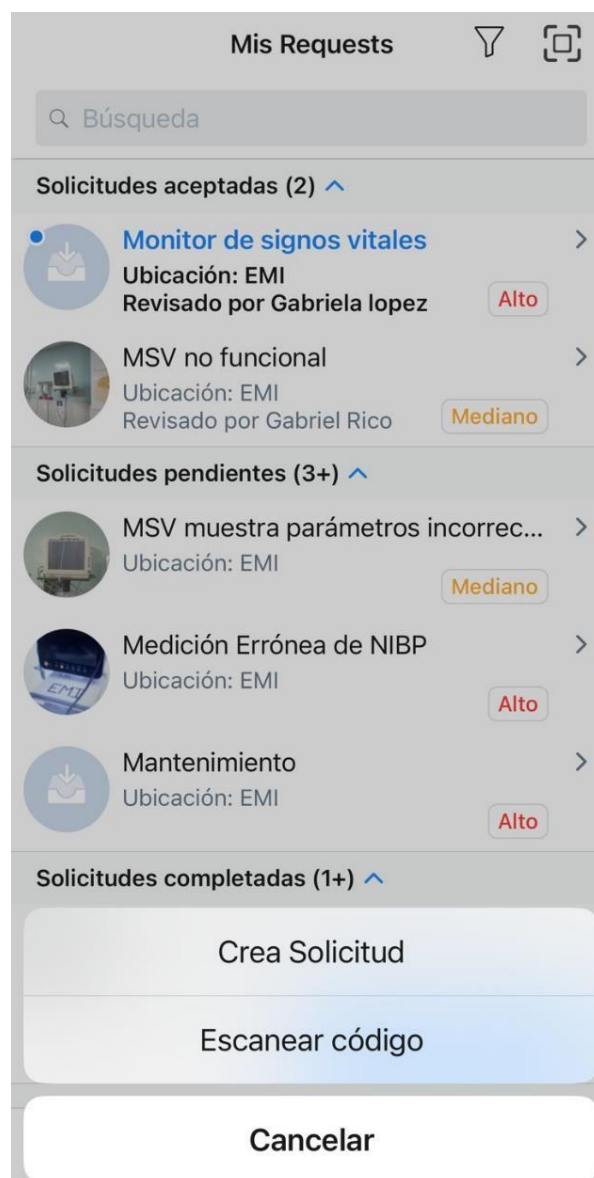 Mis Requests
Búsqueda
Solicitudes aceptadas (2)
Monitor de signos vitales
Ubicación: EMI
Revisado por Gabriela lopez
Alto
MSV no funcional
Ubicación: EMI
Revisado por Gabriel Rico
Mediano
Solicitudes pendientes (3+)
MSV muestra parámetros incorrec...
Ubicación: EMI
Mediano
Medición Errónea de NIBP
Ubicación: EMI
EMI
Alto
Mantenimiento
Ubicación: EMI
Alto
Solicitudes completadas (1+)
Crea Solicitud
Escanear código
Cancelar